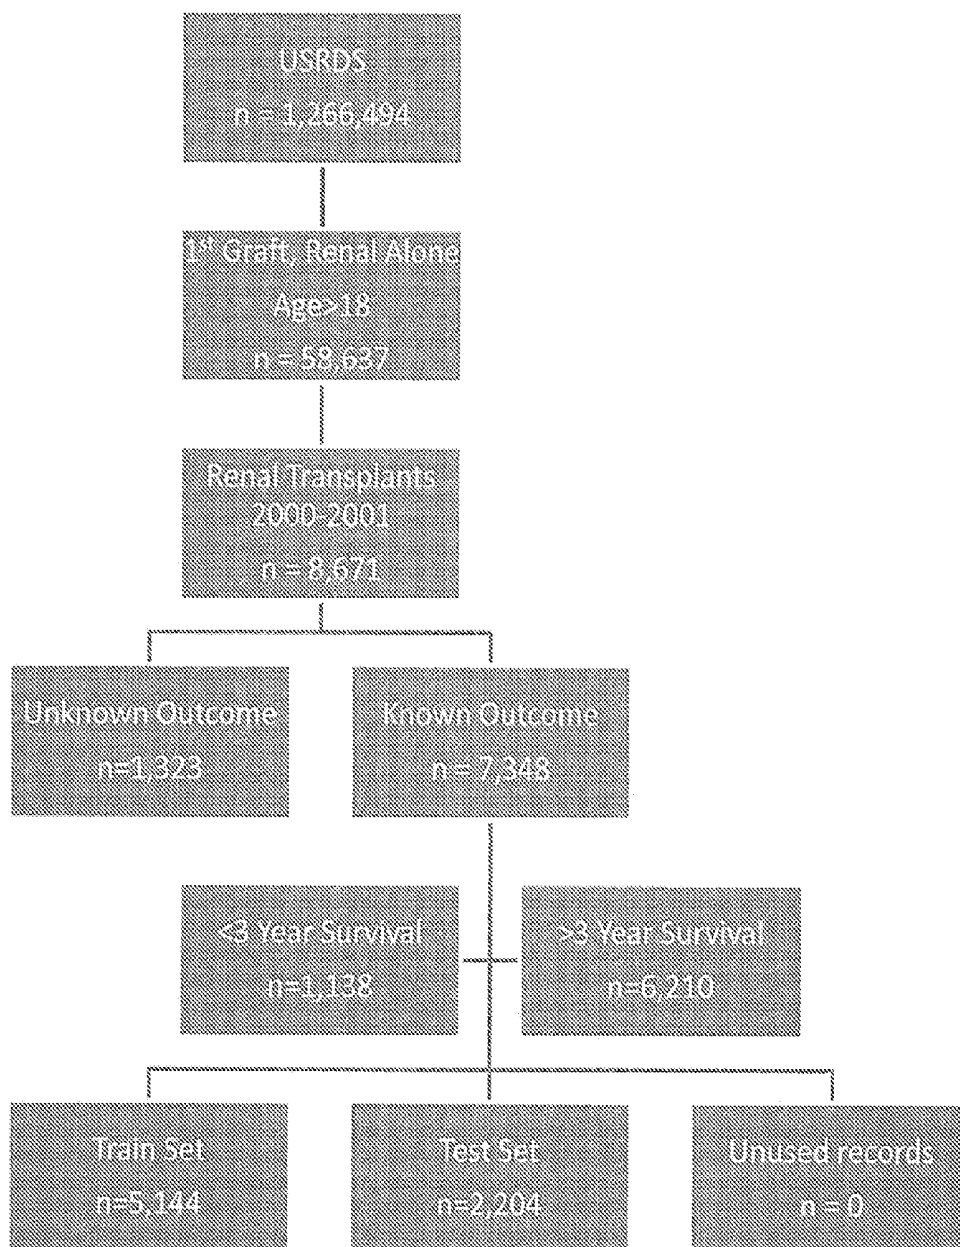 USRDS
n = 1,266,494
1st Graft, Renal Alone
Age>18
n = 58,637
Renal Transplants
2000-2001
n = 8,671
Unknown Outcome
n=1,323
Known Outcome
n = 7,348
<3 Year Survival
n=1,138
>3 Year Survival
n=6,210
Train Set
n=5,144
Test Set
n=2,204
Unused records
n = 0